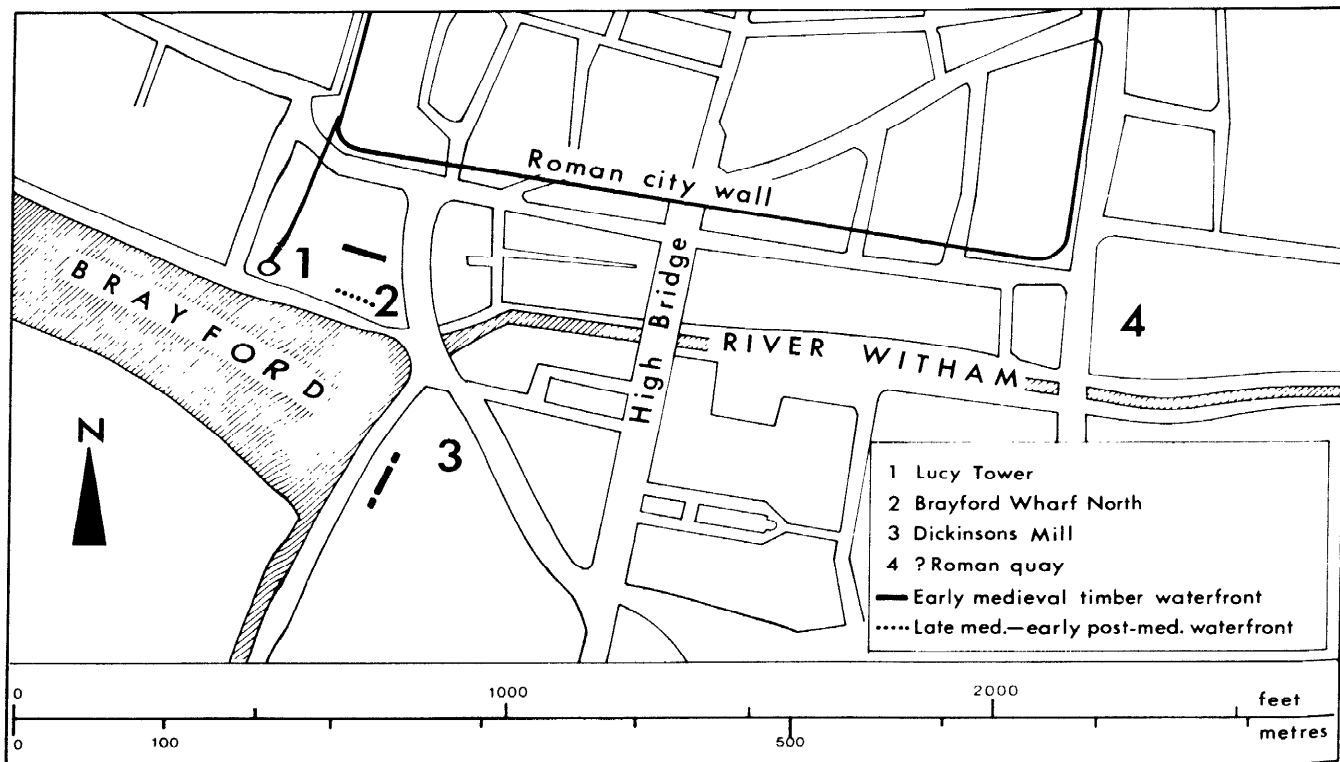 Roman city wall
1
2
BRAYFORD
High Bridge
RIVER WITHAM
4
3
N
1 Lucy Tower
2 Brayford Wharf North
3 Dickinsons Mill
4 ?Roman quay
Early medieval timber waterfront
Late med.—early post-med. waterfront
0 1000 2000 feet
0 100 500 metres